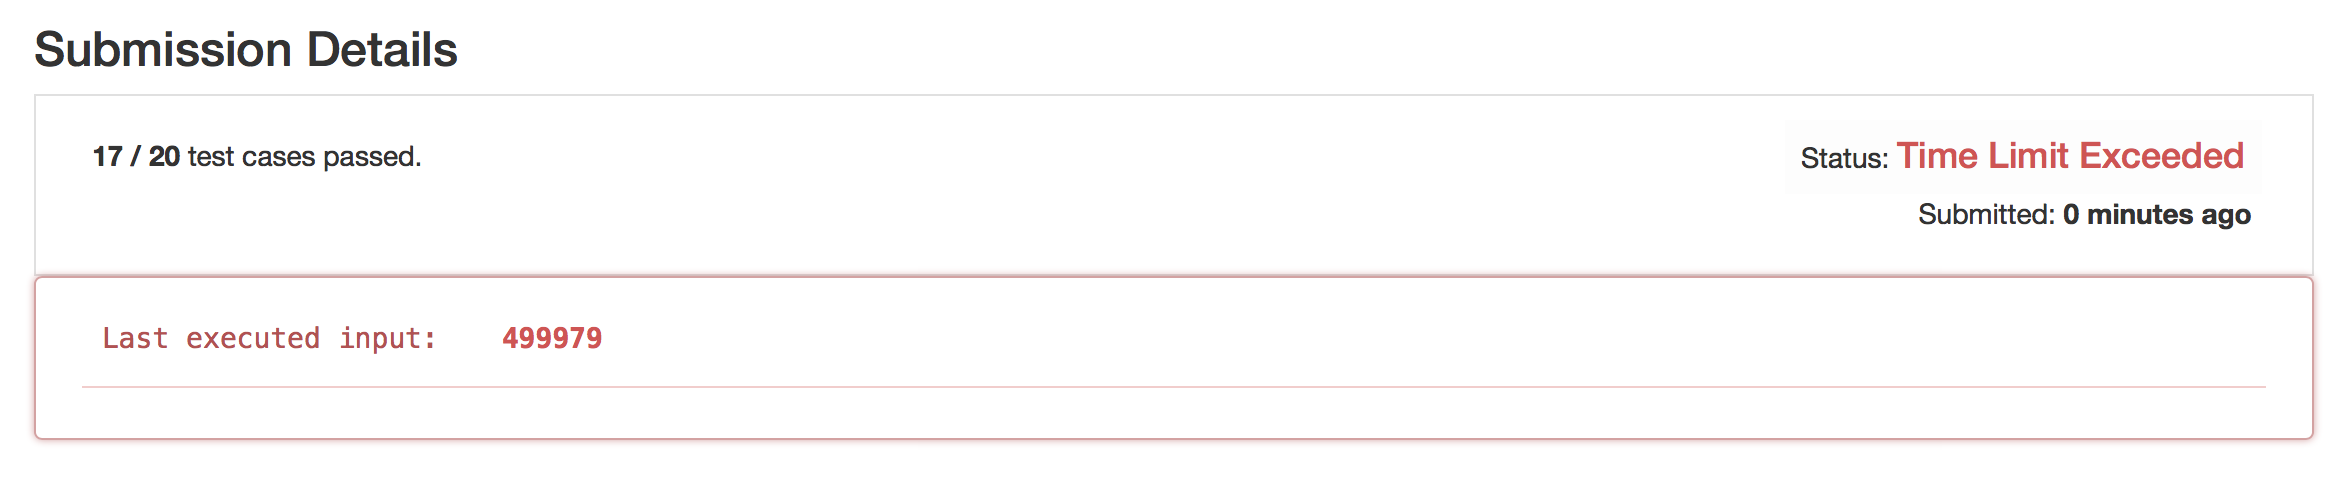 Submission Details
17 / 20 test cases passed.
Status: Time Limit Exceeded
Submitted: 0 minutes ago
Last executed input: 499979